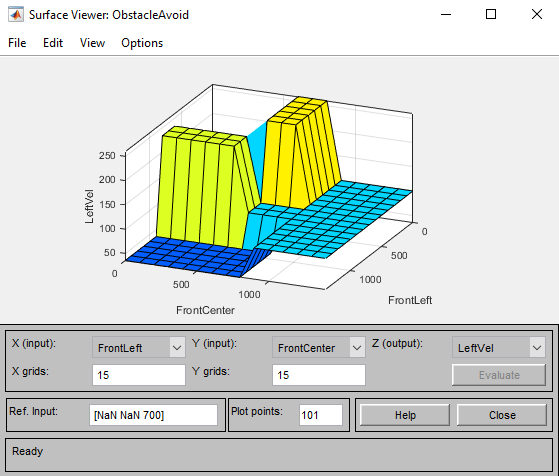 Surface Viewer: ObstacleAvoid
File Edit View Options
250
200
150
100
50
LeftVel
0
500
1000
FrontCenter
0
500
1000
FrontLeft
X (input): FrontLeft Y (input): FrontCenter Z (output): LeftVel
X grids: 15 Y grids: 15 Evaluate
Ref. Input: [NaN NaN 700] Plot points: 101 Help Close
Ready